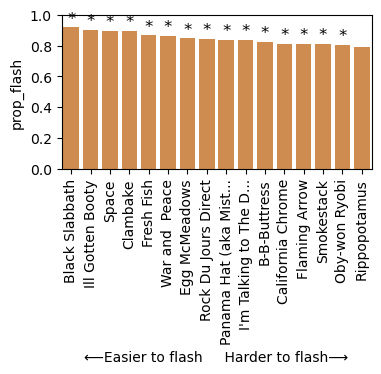 prop_flash
1.0
0.8
0.6
0.4
0.2
0.0
* * * * * * * * * * * * * * *
Black Slabbath
Ill Gotten Booty
Space
Clambake
Fresh Fish
War and  Peace
Egg McMeadows
Rock Du Jours Direct
Panama Hat (aka Mist...
I'm Talking to The D...
B-B-Buttress
California Chrome
Flaming Arrow
Smokestack
Oby-won Ryobi
Rippopotamus
⟵Easier to flash     Harder to flash⟶